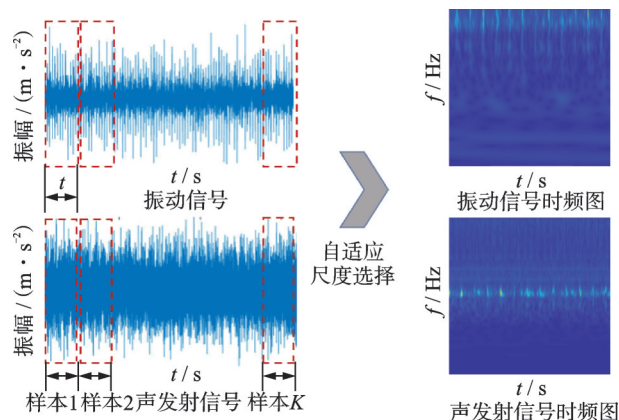 振幅 / (m·s⁻²)
t
t / s
振动信号
振幅 / (m·s⁻²)
t / s
样本1 样本2 声发射信号 样本K
自适应
尺度选择
f / Hz
t / s
振动信号时频图
f / Hz
t / s
声发射信号时频图